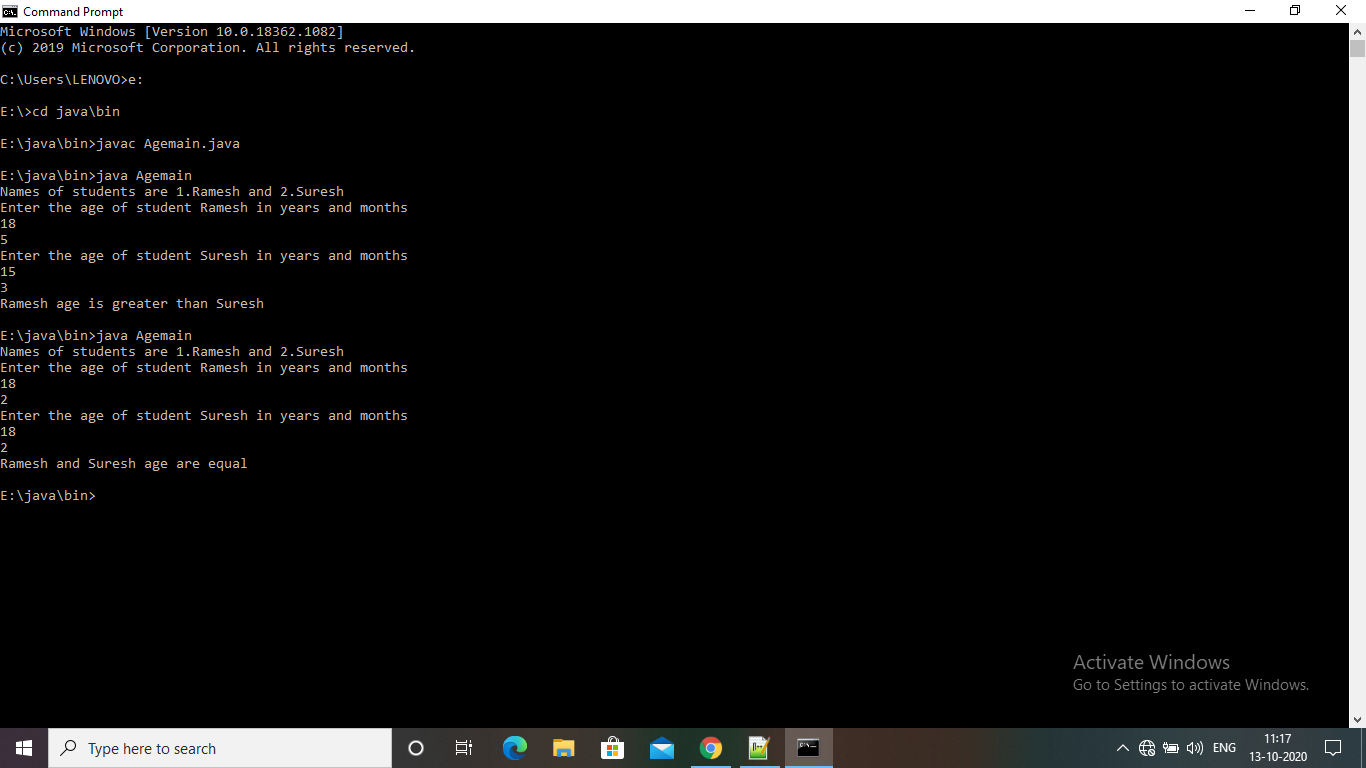 Command Prompt
Microsoft Windows [Version 10.0.18362.1082]
(c) 2019 Microsoft Corporation. All rights reserved.
C:\Users\LENOVO>e:
E:\>cd java\bin
E:\java\bin>javac Agemain.java
E:\java\bin>java Agemain
Names of students are 1.Ramesh and 2.Suresh
Enter the age of student Ramesh in years and months
18
5
Enter the age of student Suresh in years and months
15
3
Ramesh age is greater than Suresh
E:\java\bin>java Agemain
Names of students are 1.Ramesh and 2.Suresh
Enter the age of student Ramesh in years and months
18
2
Enter the age of student Suresh in years and months
18
2
Ramesh and Suresh age are equal
E:\java\bin>
Activate Windows
Go to Settings to activate Windows.
Type here to search
ENG
11:17
13-10-2020